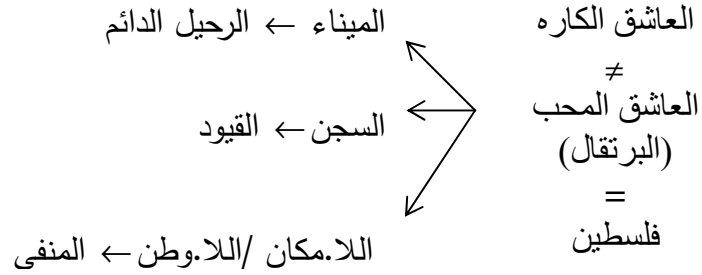 العاشق الكاره
≠
العاشق المحب
(البرتقال)
=
فلسطين
الميناء ← الرحيل الدائم
السجن ← القيود
اللا.مكان /اللا.وطن ← المنفى